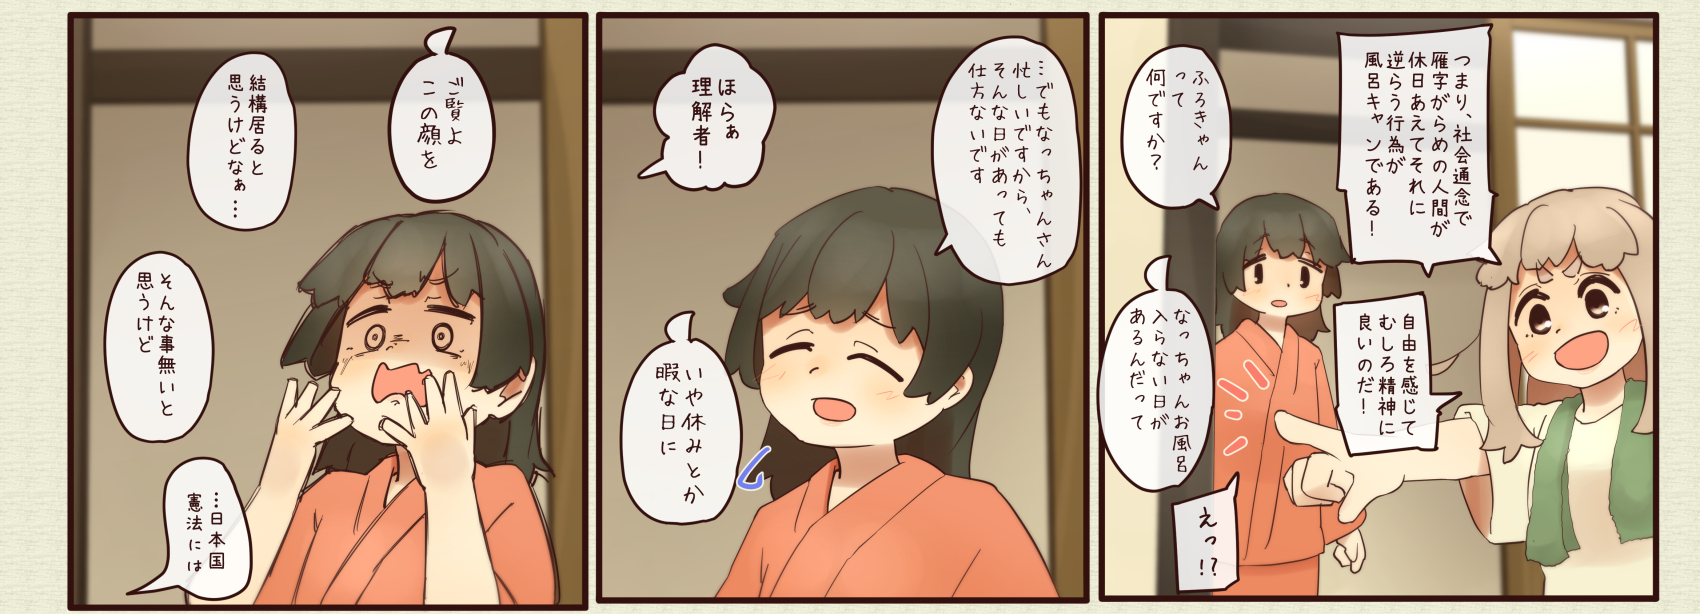 つまり、社会通念で
雁字がらめの人間が
休日あえてそれに
逆らう行為が
風呂キャンである!
自由を感じて
むしろ精神に
良いのだ!
ふろきゃん
って
何ですか?
なっちゃんお風呂
入らない日が
あるんだって
えっ!?
…でもなっちゃんさん
忙しいですから、
そんな日があっても
仕方ないです
ほらぁ
理解者!
いや休みとか
暇な日に
ご覧よ
この顔を
結構居ると
思うけどなぁ…
そんな事無いと
思うけど
…日本国
憲法には